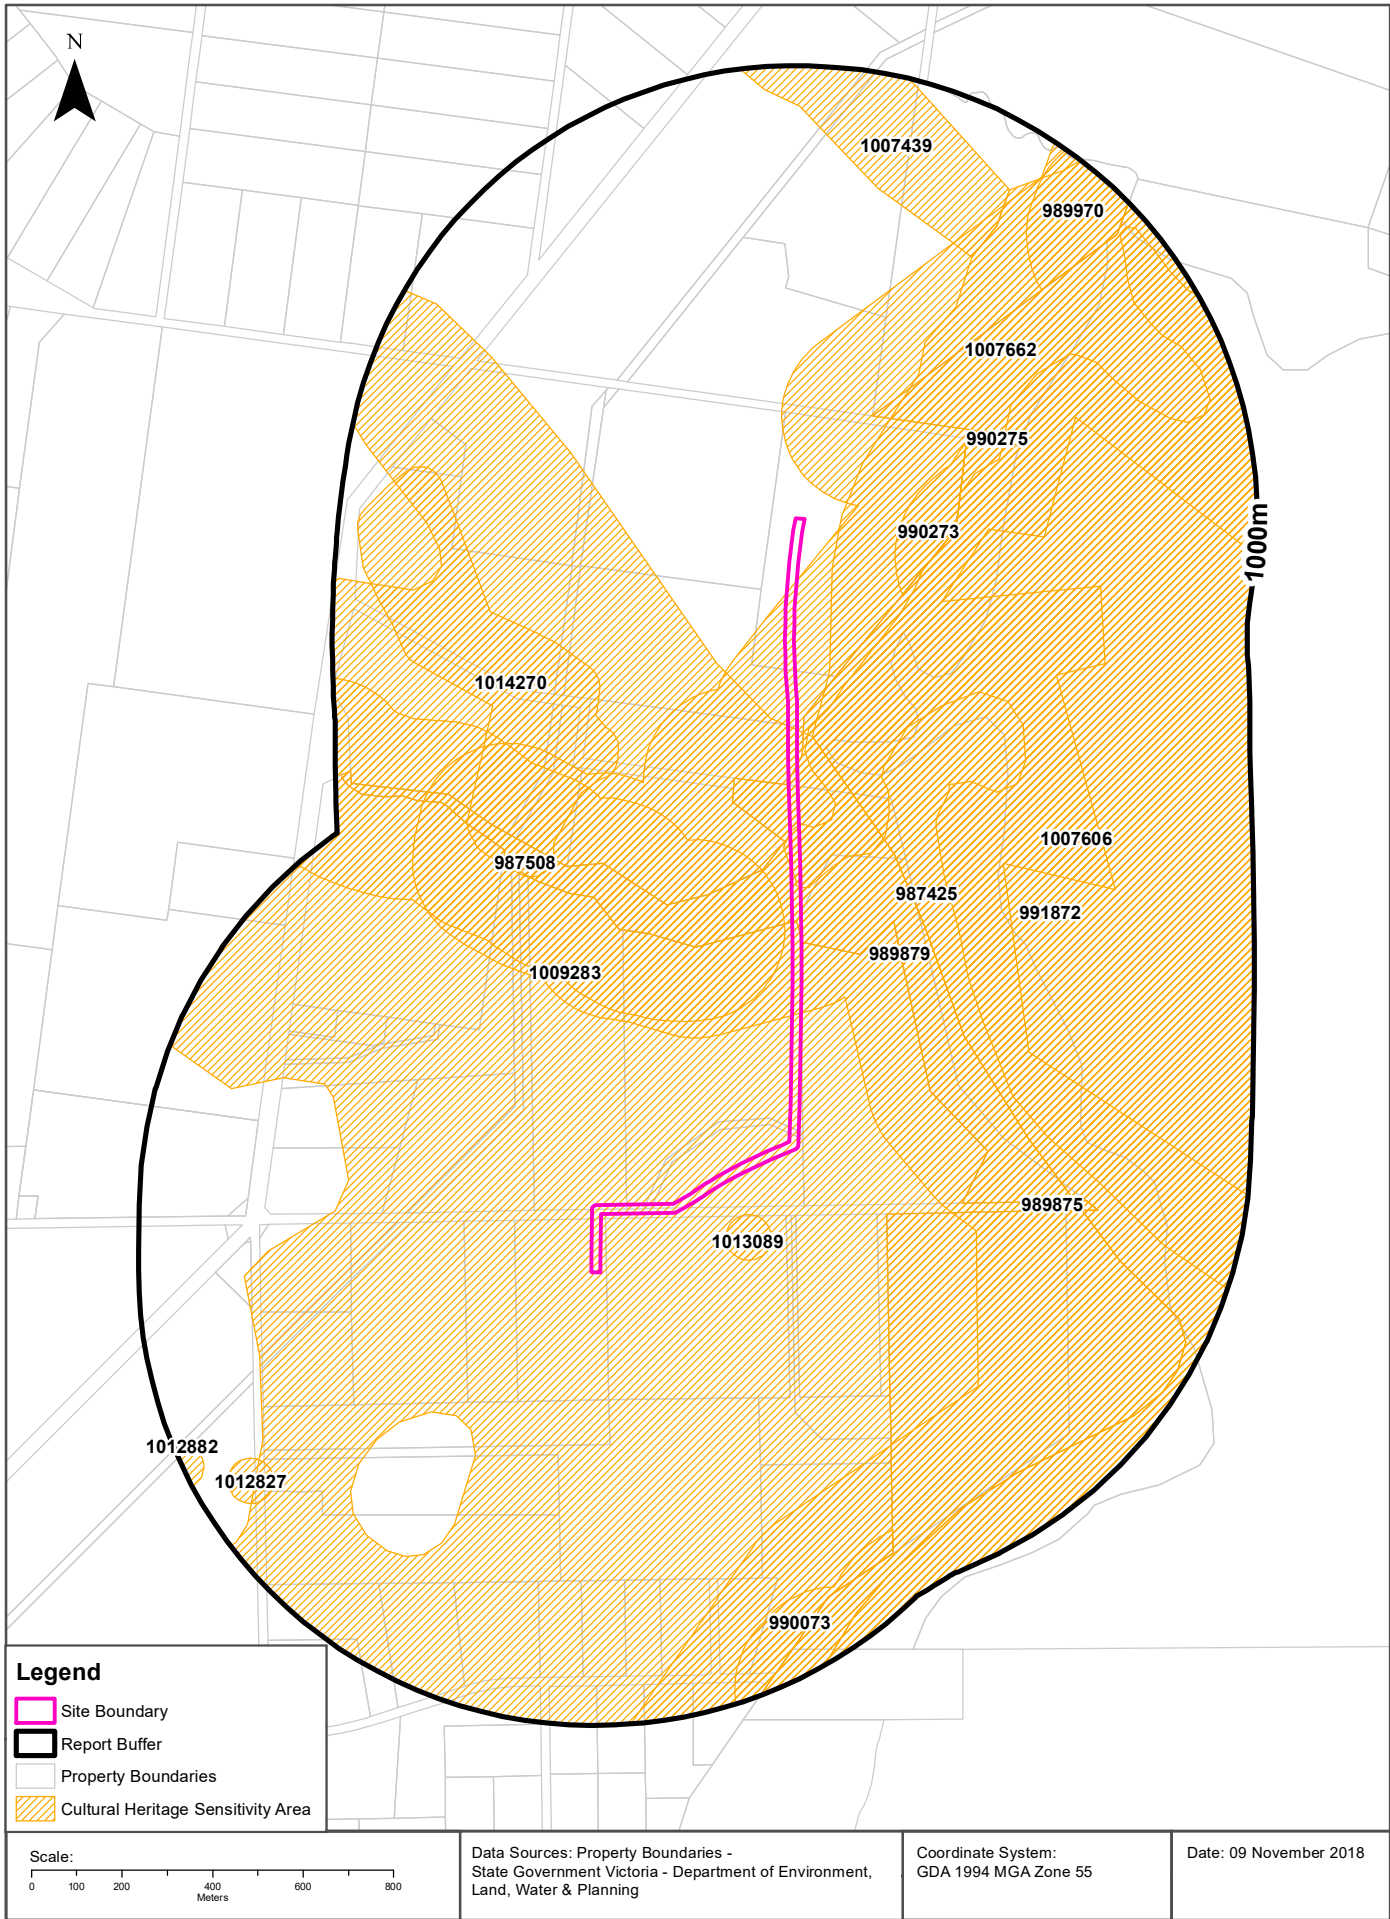 N
1007439
989970
1007662
990275
990273
1000m
1014270
1007606
987508
987425
991872
989879
1009283
989875
1013089
1012882
1012827
990073
Legend
Site Boundary
Report Buffer
Property Boundaries
Cultural Heritage Sensitivity Area
Scale:
0 100 200 400 600 800
Meters
Data Sources: Property Boundaries -
State Government Victoria - Department of Environment,
Land, Water & Planning
Coordinate System:
GDA 1994 MGA Zone 55
Date: 09 November 2018